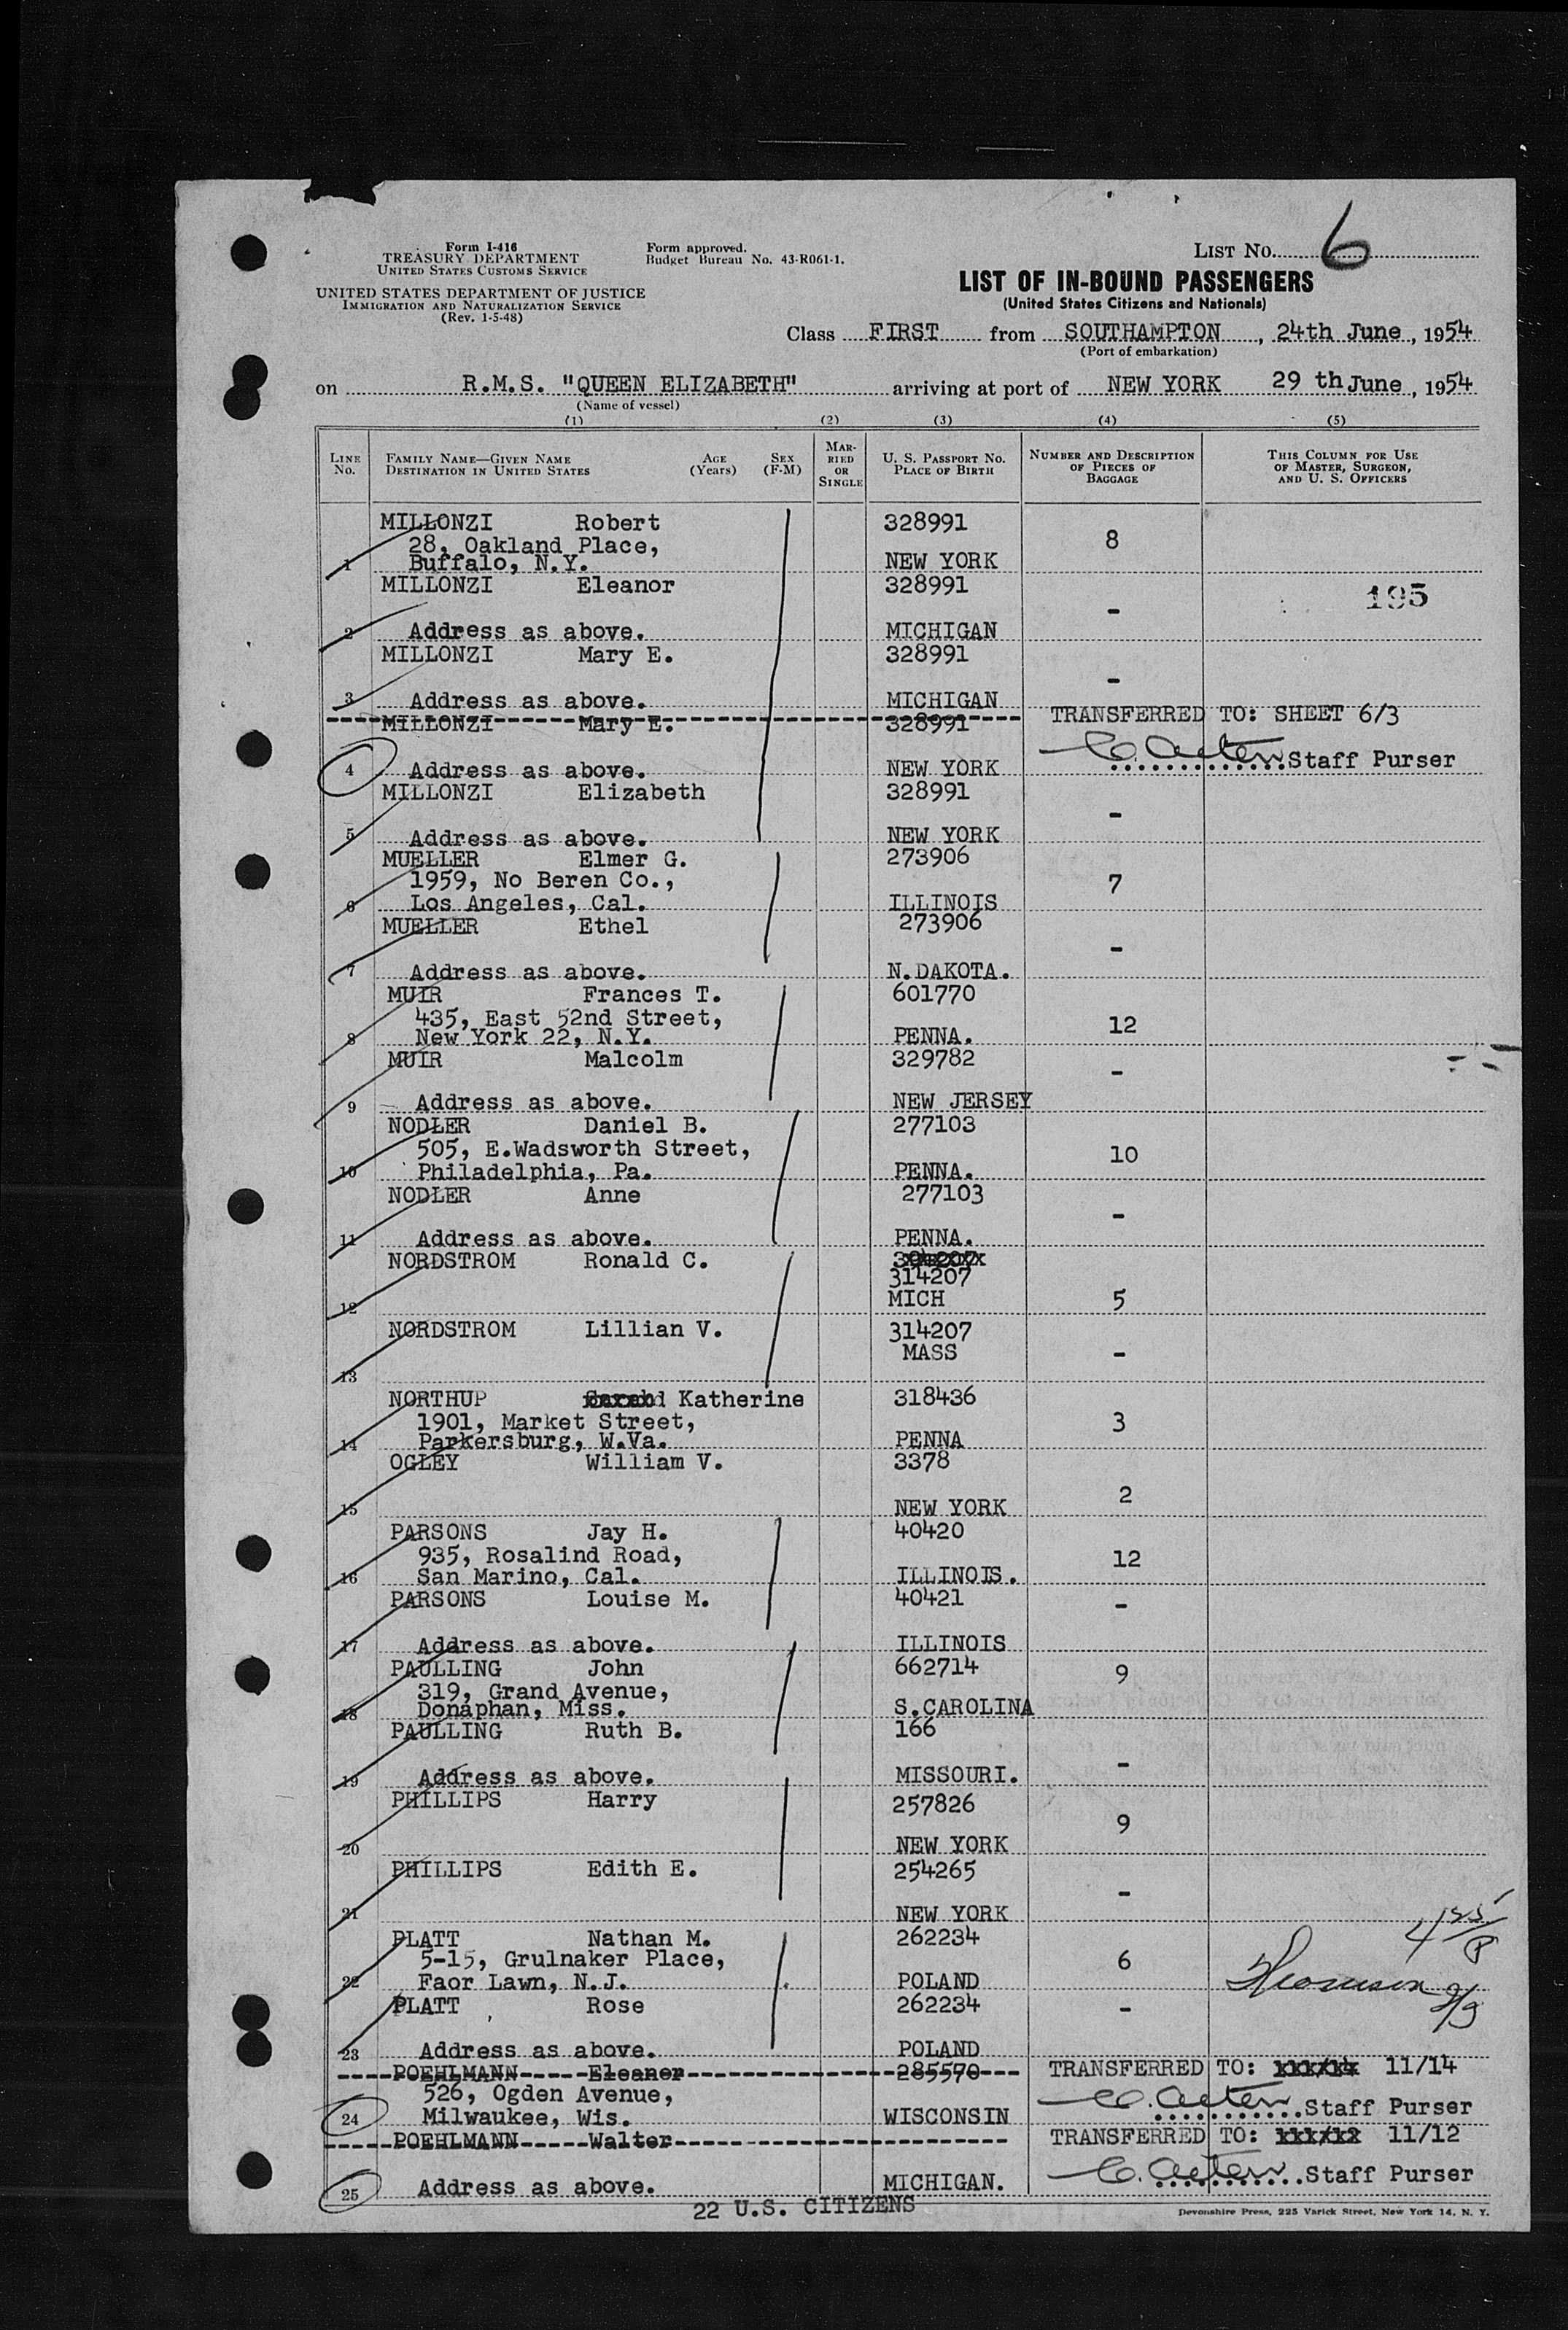 LIST NO. 6
Form I-416
TREASURY DEPARTMENT
UNITED STATES CUSTOMS SERVICE
Form approved.
Budget Bureau No. 43-R061-1.
UNITED STATES DEPARTMENT OF JUSTICE
IMMIGRATION AND NATURALIZATION SERVICE
(Rev. 1-5-48)
LIST OF IN-BOUND PASSENGERS
(United States Citizens and Nationals)
Class FIRST from SOUTHAMPTON, 24th June, 1954
(Port of embarkation)
on R.M.S. "QUEEN ELIZABETH" arriving at port of NEW YORK 29 th June, 1954
(Name of vessel)
(1) (2) (3) (4) (5)
LINE NO. FAMILY NAME—GIVEN NAME DESTINATION IN UNITED STATES AGE (Years) SEX (F-M) MARRIED OR SINGLE U. S. PASSPORT NO. PLACE OF BIRTH NUMBER AND DESCRIPTION OF PIECES OF BAGGAGE THIS COLUMN FOR USE OF MASTER, SURGEON, AND U. S. OFFICERS
MILLONZI Robert 328991
28, Oakland Place, 8
1 Buffalo, N.Y. NEW YORK
MILLONZI Eleanor 328991 195
-
2 Address as above. MICHIGAN
MILLONZI Mary E. 328991
-
3 Address as above. MICHIGAN
MILLONZI Mary E. 328991 TRANSFERRED TO: SHEET 6/3
Staff Purser
4 Address as above. NEW YORK
MILLONZI Elizabeth 328991
-
5 Address as above. NEW YORK
MUELLER Elmer G. 273906
1959, No Beren Co., 7
6 Los Angeles, Cal. ILLINOIS
MUELLER Ethel 273906
-
7 Address as above. N.DAKOTA.
MUIR Frances T. 601770
435, East 52nd Street, 12
8 New York 22, N.Y. PENNA.
MUIR Malcolm 329782
-
9 Address as above. NEW JERSEY
NODLER Daniel B. 277103
505, E.Wadsworth Street, 10
10 Philadelphia, Pa. PENNA.
NODLER Anne 277103
-
11 Address as above. PENNA.
NORDSTROM Ronald C.
314207
12 MICH 5
NORDSTROM Lillian V. 314207
MASS -
13
NORTHUP Katherine 318436
1901, Market Street, 3
14 Parkersburg, W.Va. PENNA
OGLEY William V. 3378
2
15 NEW YORK
PARSONS Jay H. 40420
935, Rosalind Road, 12
16 San Marino, Cal. ILLINOIS.
PARSONS Louise M. 40421
-
17 Address as above. ILLINOIS
PAULLING John 662714 9
319, Grand Avenue,
18 Donaphan, Miss. S.CAROLINA
PAULLING Ruth B. 166
-
19 Address as above. MISSOURI.
PHILLIPS Harry 257826
9
20 NEW YORK
PHILLIPS Edith E. 254265
-
21 NEW YORK
PLATT Nathan M. 262234
5-15, Grulnaker Place, 6
22 Faor Lawn, N.J. POLAND
PLATT Rose 262234 -
23 Address as above. POLAND
POEHLMANN Eleaner 285570 TRANSFERRED TO: 11/14
526, Ogden Avenue,
24 Milwaukee, Wis. WISCONSIN Staff Purser
POEHLMANN Walter TRANSFERRED TO: 11/12
Staff Purser
25 Address as above. MICHIGAN.
22 U.S. CITIZENS
Devonshire Press, 225 Varick Street, New York 14, N. Y.